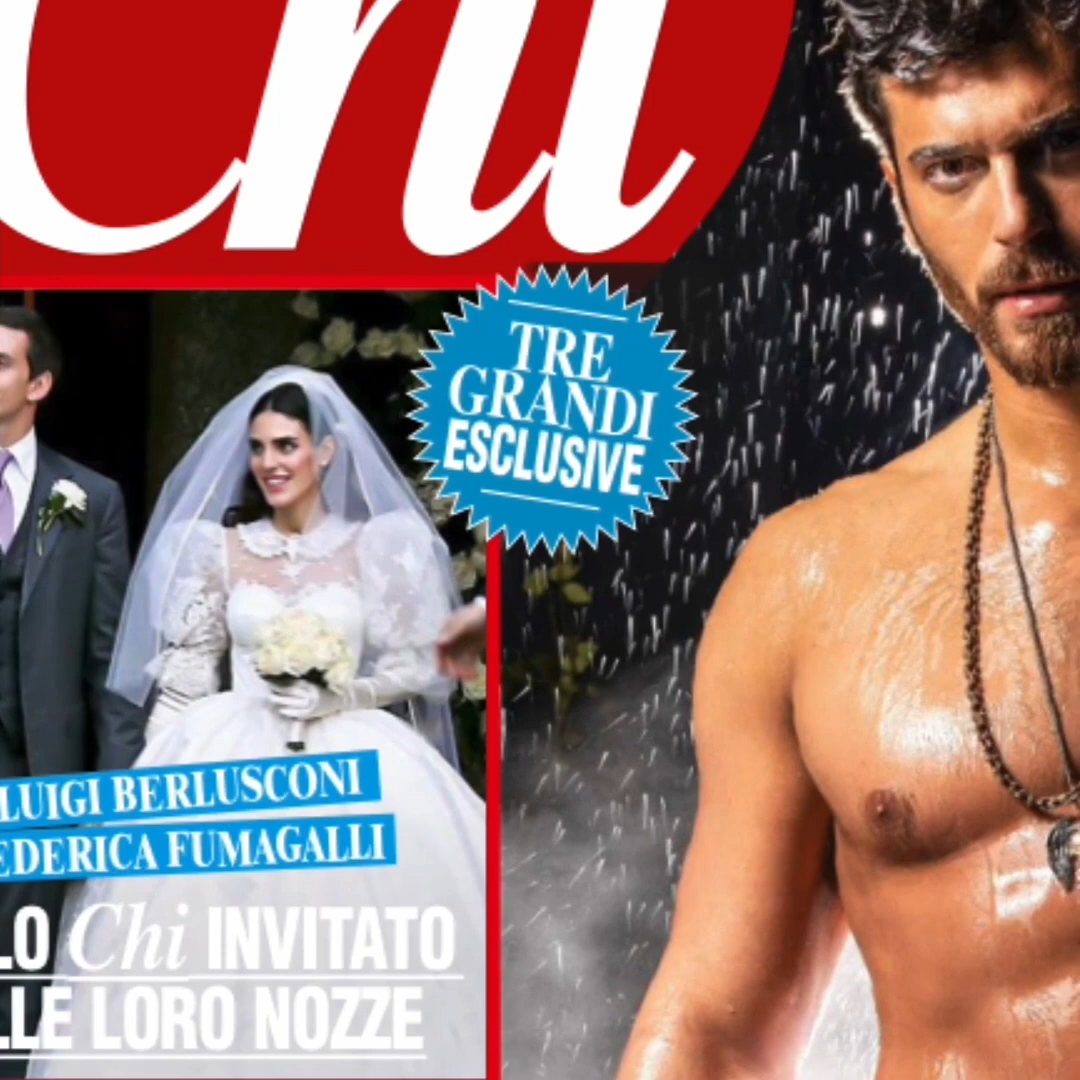 Chi
TRE
GRANDI
ESCLUSIVE
LUIGI BERLUSCONI
EDERICA FUMAGALLI
LO Chi INVITATO
LLE LORO NOZZE